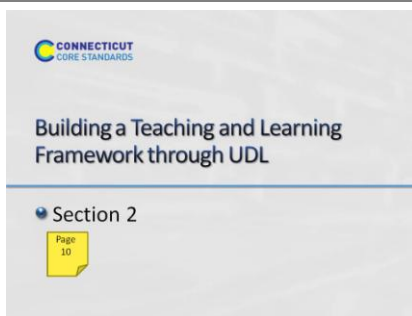 CONNECTICUT
CORE STANDARDS
Building a Teaching and Learning
Framework through UDL
Section 2
Page
10